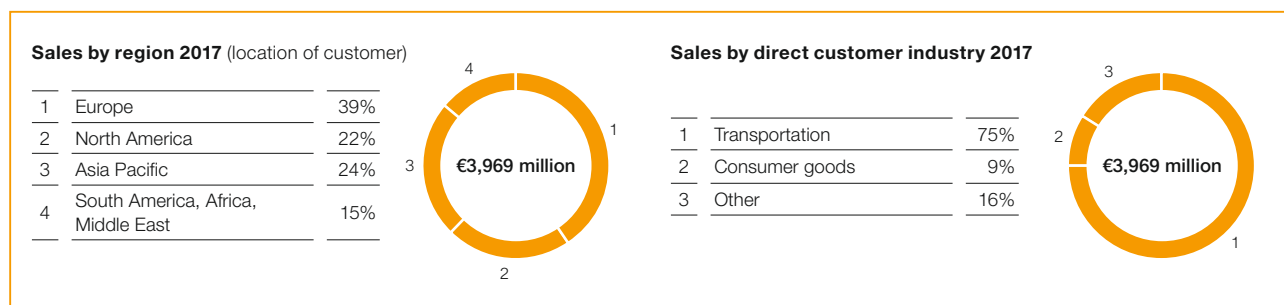 Sales by region 2017 (location of customer)
1 Europe 39%
2 North America 22%
3 Asia Pacific 24%
4 South America, Africa,
Middle East 15%
4
1
€3,969 million
3
2
Sales by direct customer industry 2017
1 Transportation 75%
2 Consumer goods 9%
3 Other 16%
3
2
€3,969 million
1